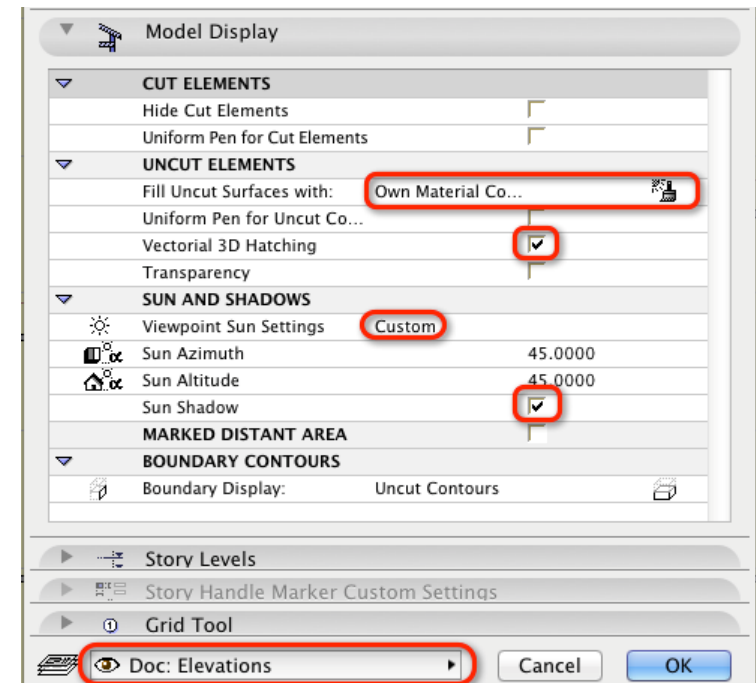 Model Display
CUT ELEMENTS
Hide Cut Elements
Uniform Pen for Cut Elements
UNCUT ELEMENTS
Fill Uncut Surfaces with: Own Material Co...
Uniform Pen for Uncut Co...
Vectorial 3D Hatching
Transparency
SUN AND SHADOWS
Viewpoint Sun Settings Custom
Sun Azimuth 45.0000
Sun Altitude 45.0000
Sun Shadow
MARKED DISTANT AREA
BOUNDARY CONTOURS
Boundary Display: Uncut Contours
Story Levels
Story Handle Marker Custom Settings
Grid Tool
Doc: Elevations Cancel OK